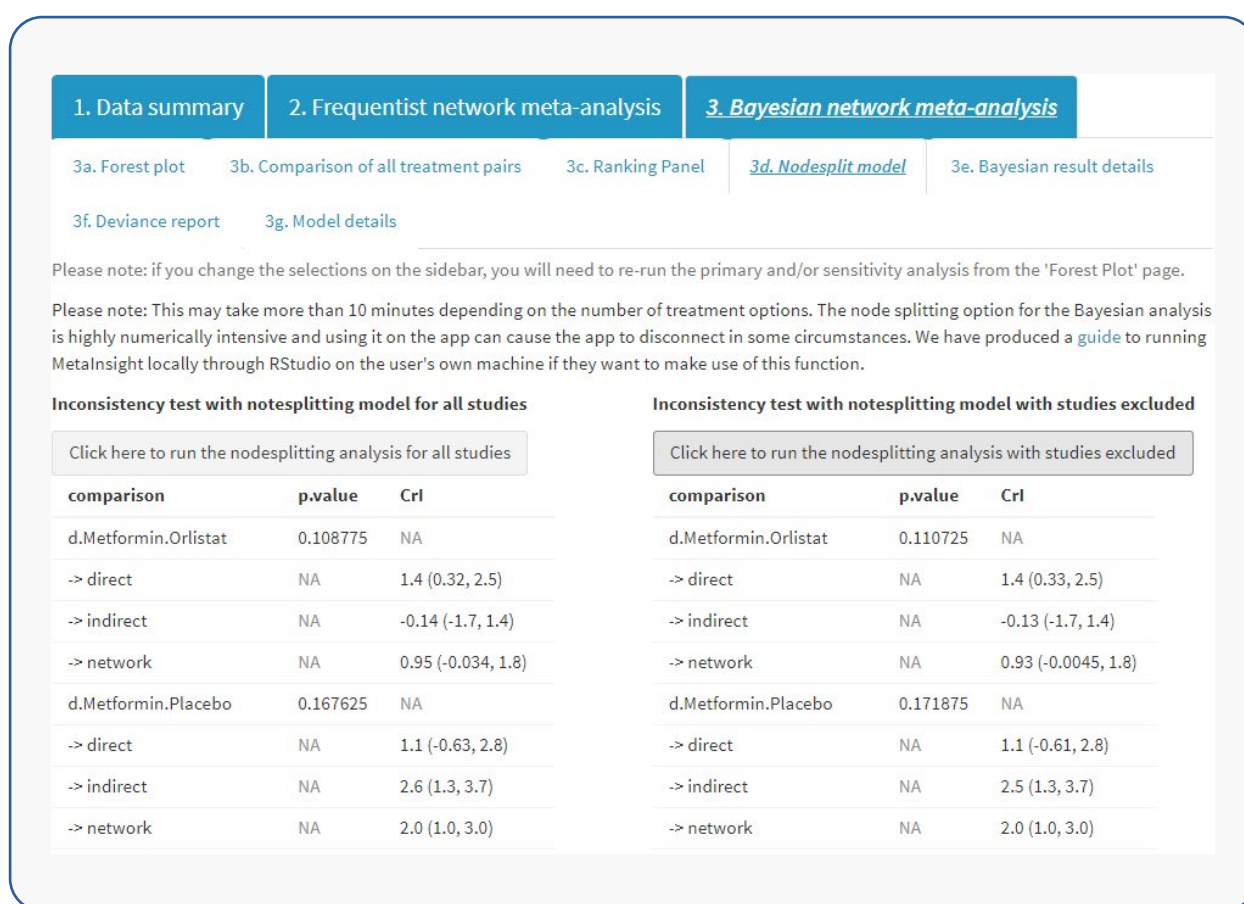 1. Data summary 2. Frequentist network meta-analysis 3. Bayesian network meta-analysis
3a. Forest plot 3b. Comparison of all treatment pairs 3c. Ranking Panel 3d. Nodesplit model 3e. Bayesian result details
3f. Deviance report 3g. Model details
Please note: if you change the selections on the sidebar, you will need to re-run the primary and/or sensitivity analysis from the 'Forest Plot' page.
Please note: This may take more than 10 minutes depending on the number of treatment options. The node splitting option for the Bayesian analysis
is highly numerically intensive and using it on the app can cause the app to disconnect in some circumstances. We have produced a guide to running
MetaInsight locally through RStudio on the user's own machine if they want to make use of this function.
Inconsistency test with notesplitting model for all studies
Click here to run the nodesplitting analysis for all studies
comparison p.value CrI
d.Metformin.Orlistat 0.108775 NA
-> direct NA 1.4 (0.32, 2.5)
-> indirect NA -0.14 (-1.7, 1.4)
-> network NA 0.95 (-0.034, 1.8)
d.Metformin.Placebo 0.167625 NA
-> direct NA 1.1 (-0.63, 2.8)
-> indirect NA 2.6 (1.3, 3.7)
-> network NA 2.0 (1.0, 3.0)
Inconsistency test with notesplitting model with studies excluded
Click here to run the nodesplitting analysis with studies excluded
comparison p.value CrI
d.Metformin.Orlistat 0.110725 NA
-> direct NA 1.4 (0.33, 2.5)
-> indirect NA -0.13 (-1.7, 1.4)
-> network NA 0.93 (-0.0045, 1.8)
d.Metformin.Placebo 0.171875 NA
-> direct NA 1.1 (-0.61, 2.8)
-> indirect NA 2.5 (1.3, 3.7)
-> network NA 2.0 (1.0, 3.0)